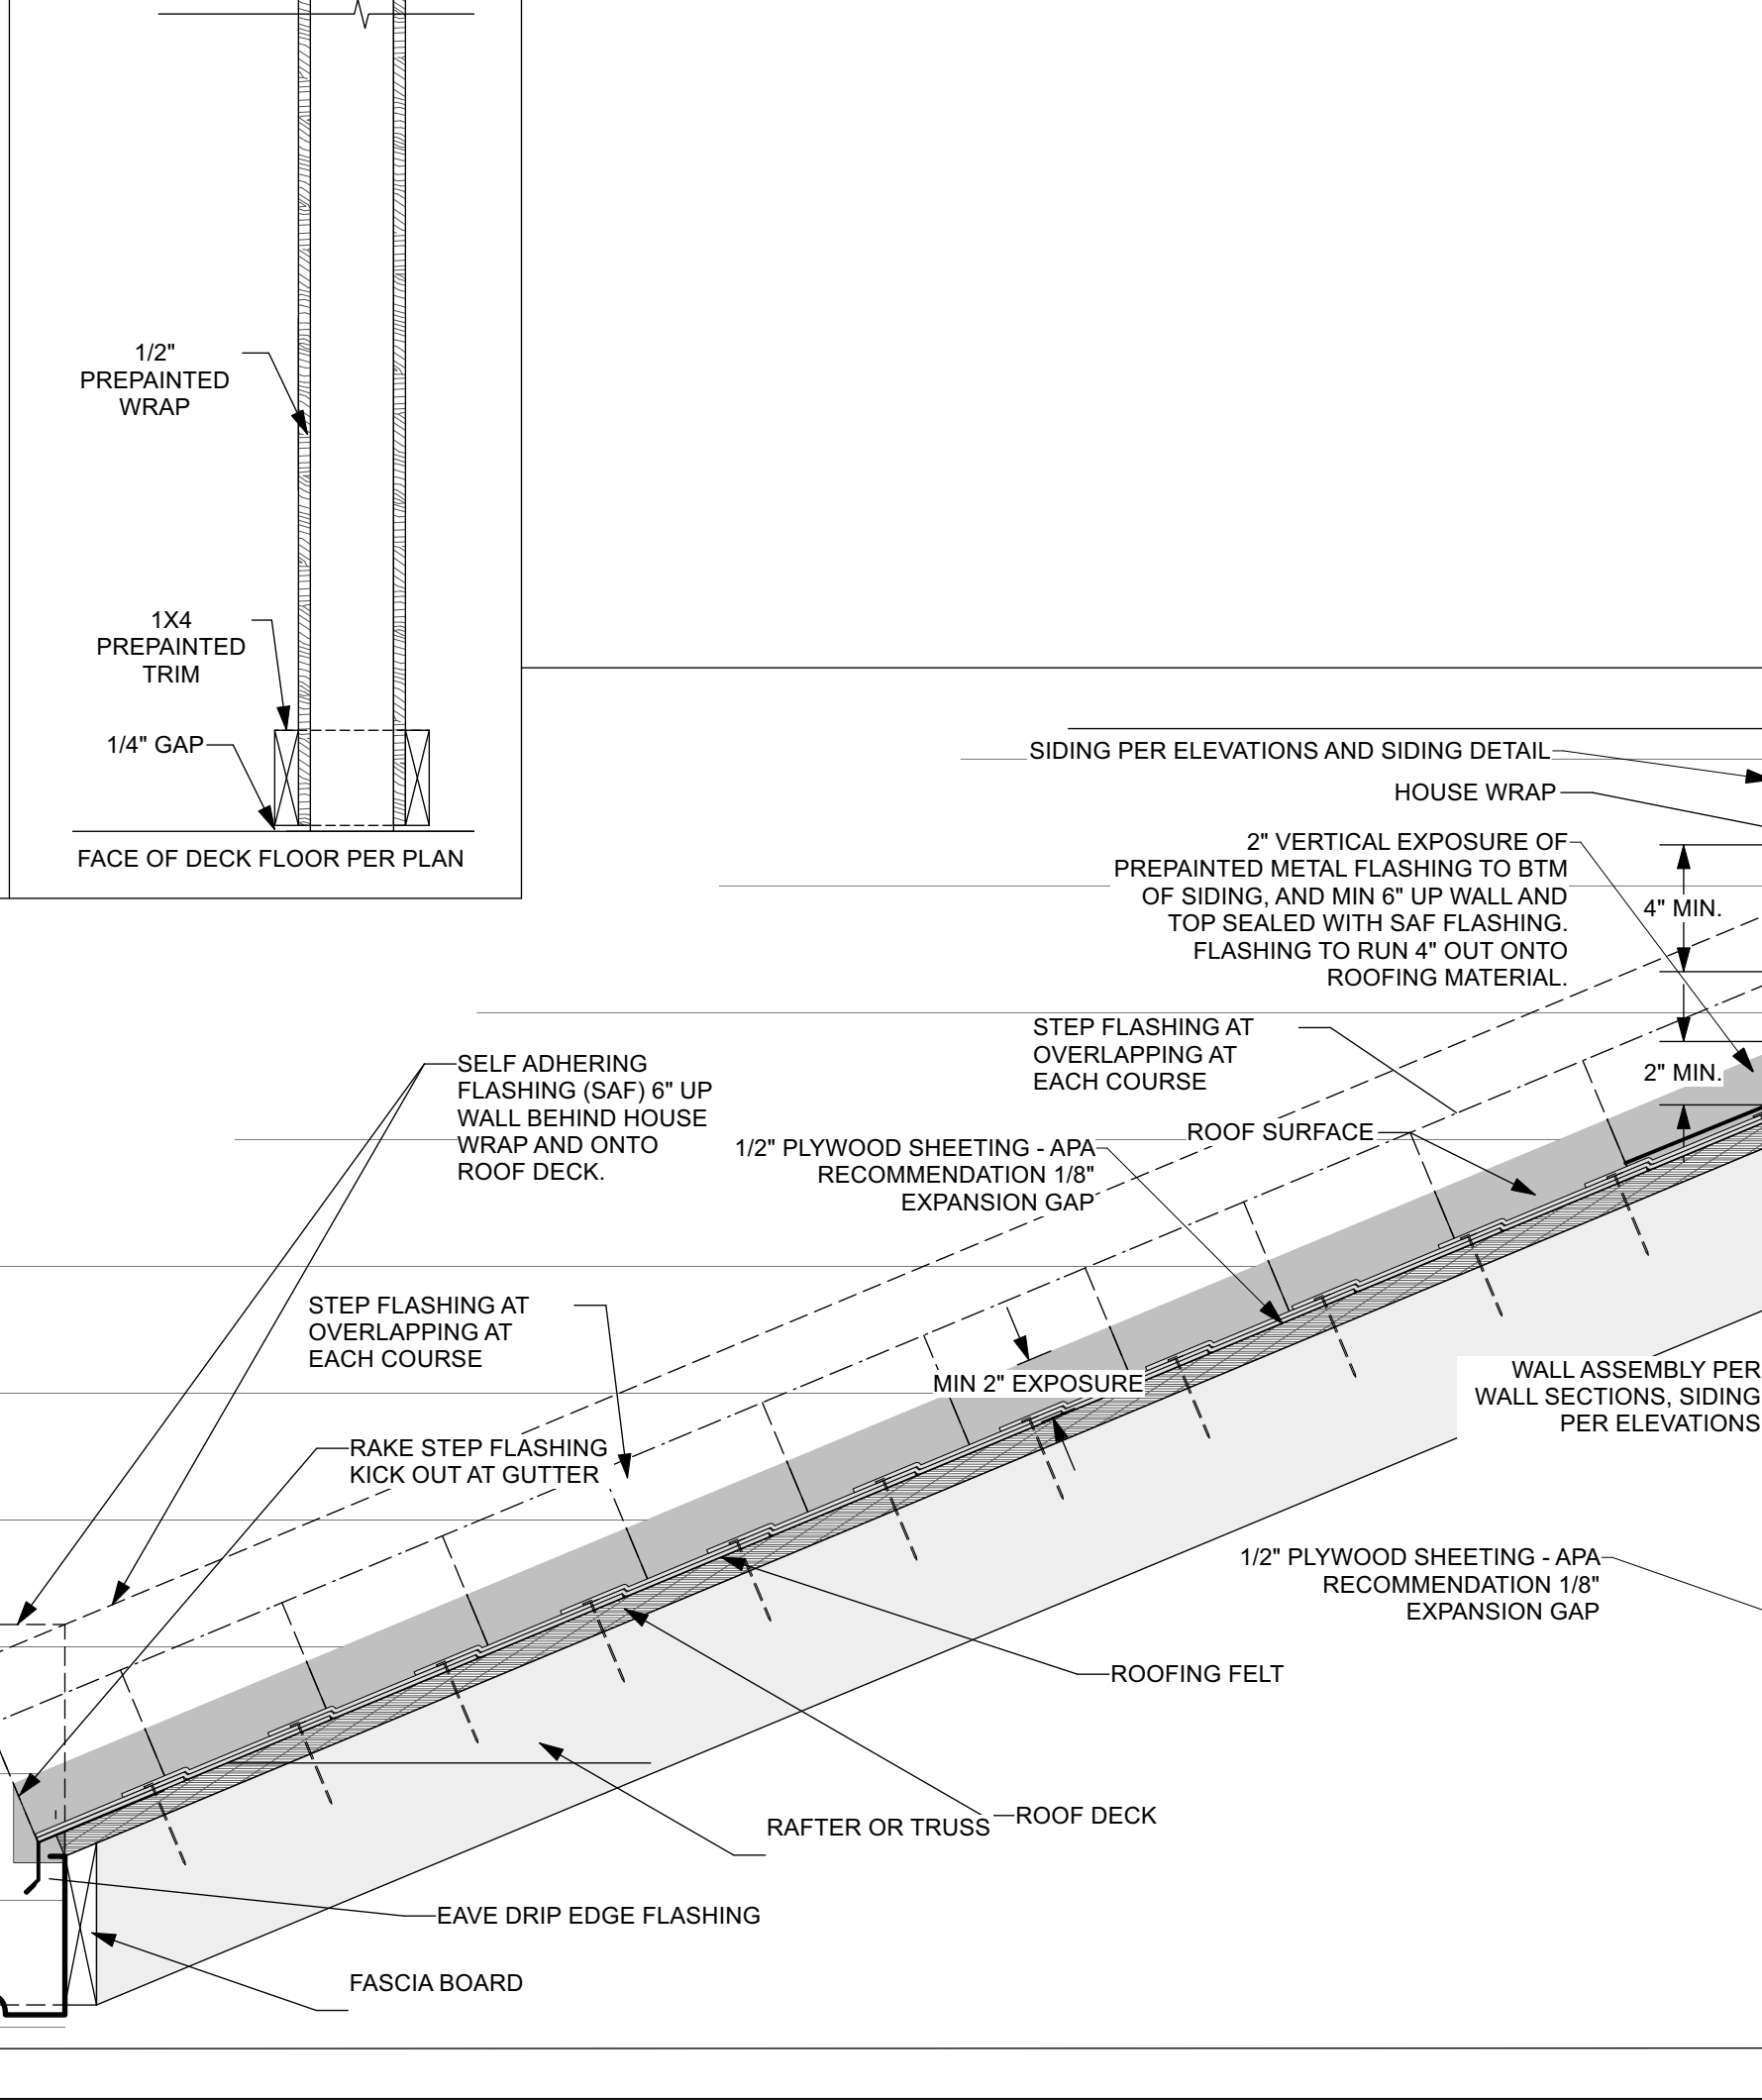 1/2"
PREPAINTED
WRAP
1X4
PREPAINTED
TRIM
1/4" GAP
FACE OF DECK FLOOR PER PLAN
SIDING PER ELEVATIONS AND SIDING DETAIL
HOUSE WRAP
2" VERTICAL EXPOSURE OF
PREPAINTED METAL FLASHING TO BTM
OF SIDING, AND MIN 6" UP WALL AND
TOP SEALED WITH SAF FLASHING.
FLASHING TO RUN 4" OUT ONTO
ROOFING MATERIAL.
4" MIN.
2" MIN.
STEP FLASHING AT
OVERLAPPING AT
EACH COURSE
SELF ADHERING
FLASHING (SAF) 6" UP
WALL BEHIND HOUSE
WRAP AND ONTO
ROOF DECK.
ROOF SURFACE
1/2" PLYWOOD SHEETING - APA
RECOMMENDATION 1/8"
EXPANSION GAP
STEP FLASHING AT
OVERLAPPING AT
EACH COURSE
MIN 2" EXPOSURE
WALL ASSEMBLY PER
WALL SECTIONS, SIDING
PER ELEVATIONS
RAKE STEP FLASHING
KICK OUT AT GUTTER
1/2" PLYWOOD SHEETING - APA
RECOMMENDATION 1/8"
EXPANSION GAP
ROOFING FELT
ROOF DECK
RAFTER OR TRUSS
EAVE DRIP EDGE FLASHING
FASCIA BOARD